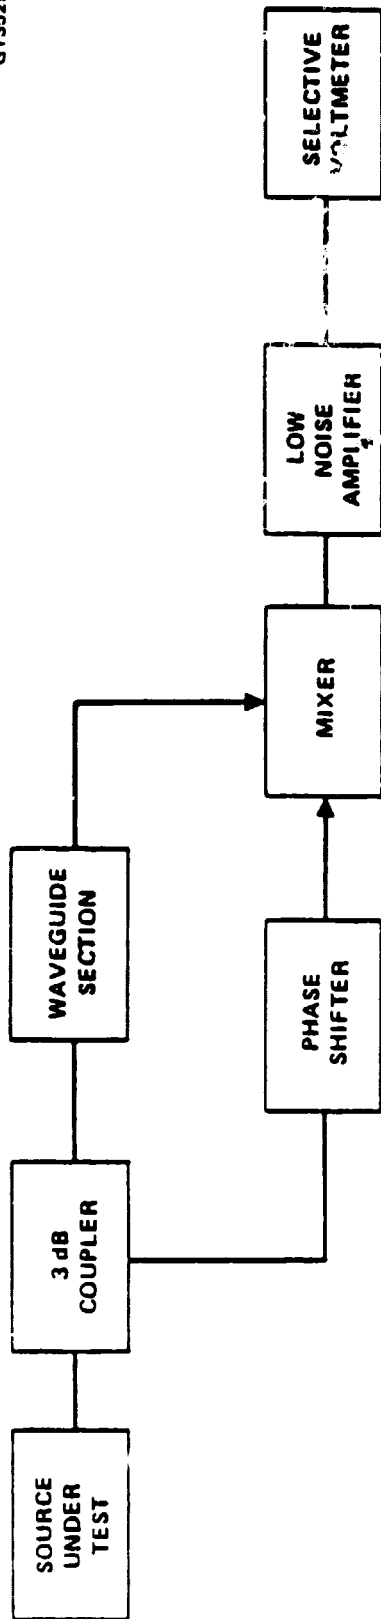 SOURCE
UNDER
TEST
3 dB
COUPLER
WAVEGUIDE
SECTION
PHASE
SHIFTER
MIXER
LOW
NOISE
AMPLIFIER
SELECTIVE
VOLTMETER